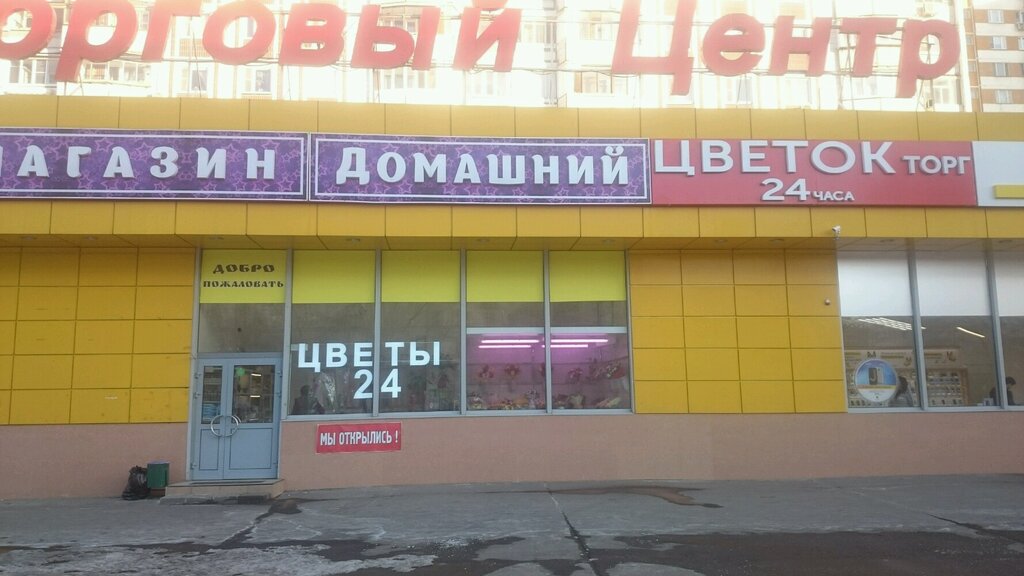 орговый Центр
АГАЗИН ДОМАШНИЙ
ЦВЕТОК ТОРГ
24 ЧАСА
ДОБРО
ПОЖАЛОВАТЬ
ЦВЕТЫ
24
МЫ ОТКРЫЛИСЬ !